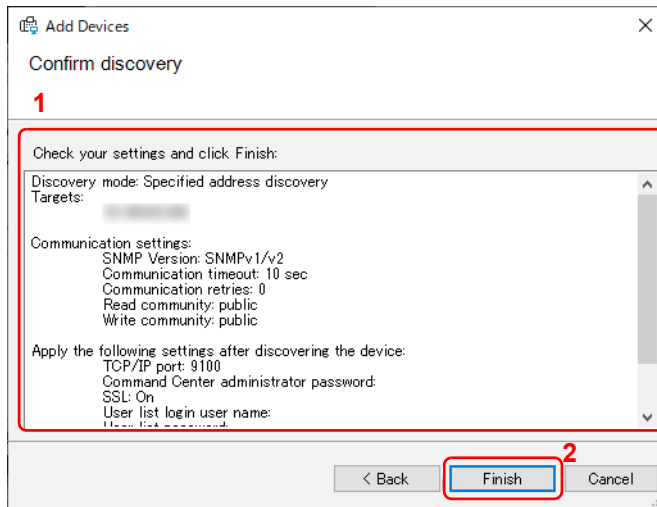 Add Devices
Confirm discovery
1
Check your settings and click Finish:
Discovery mode: Specified address discovery
Targets:
Communication settings:
SNMP Version: SNMPv1/v2
Communication timeout: 10 sec
Communication retries: 0
Read community: public
Write community: public
Apply the following settings after discovering the device:
TCP/IP port: 9100
Command Center administrator password:
SSL: On
User list login user name:
2
< Back Finish Cancel